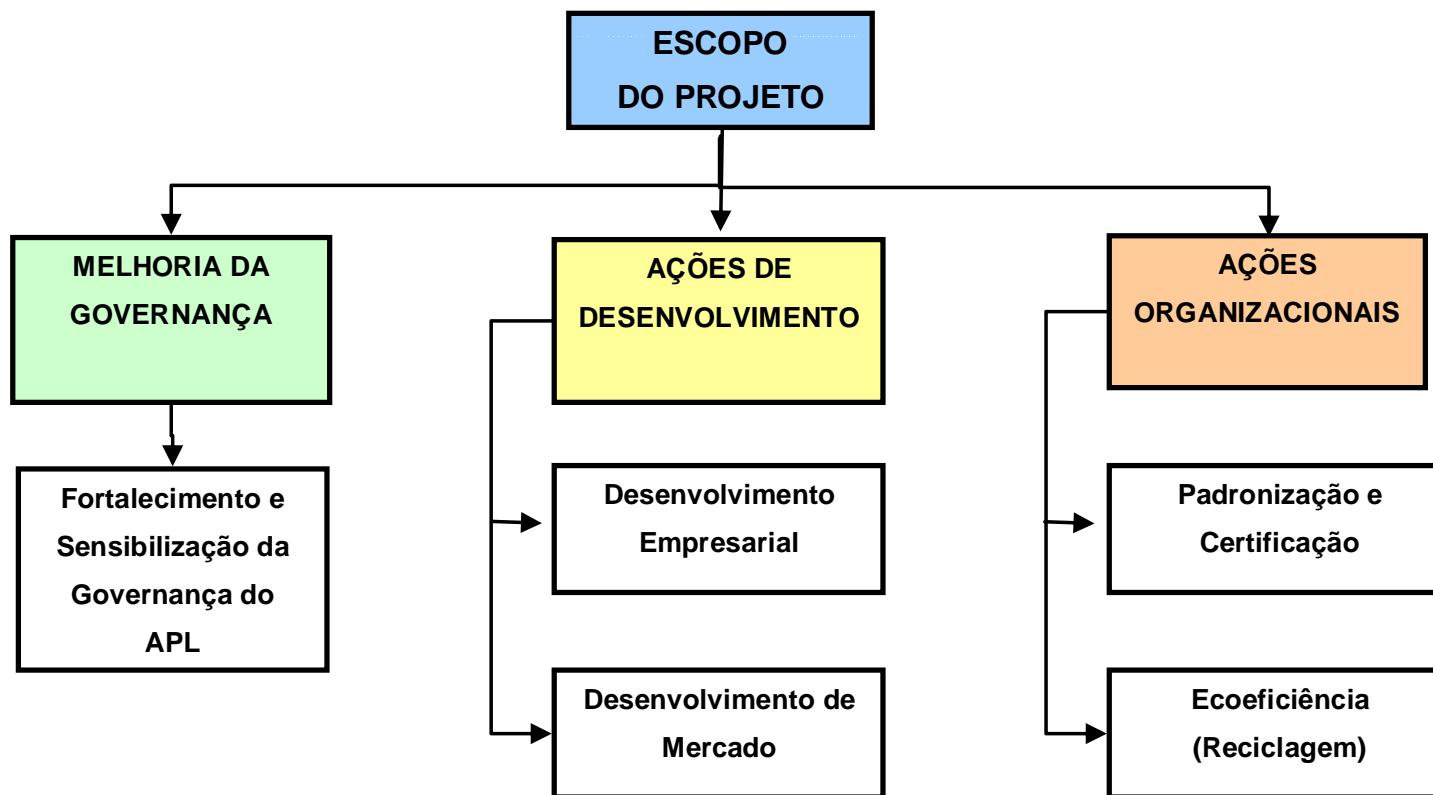 ESCOPO
DO PROJETO
MELHORIA DA
GOVERNANÇA
AÇÕES DE
DESENVOLVIMENTO
AÇÕES
ORGANIZACIONAIS
Fortalecimento e
Sensibilização da
Governança do
APL
Desenvolvimento
Empresarial
Padronização e
Certificação
Desenvolvimento de
Mercado
Ecoeficiência
(Reciclagem)